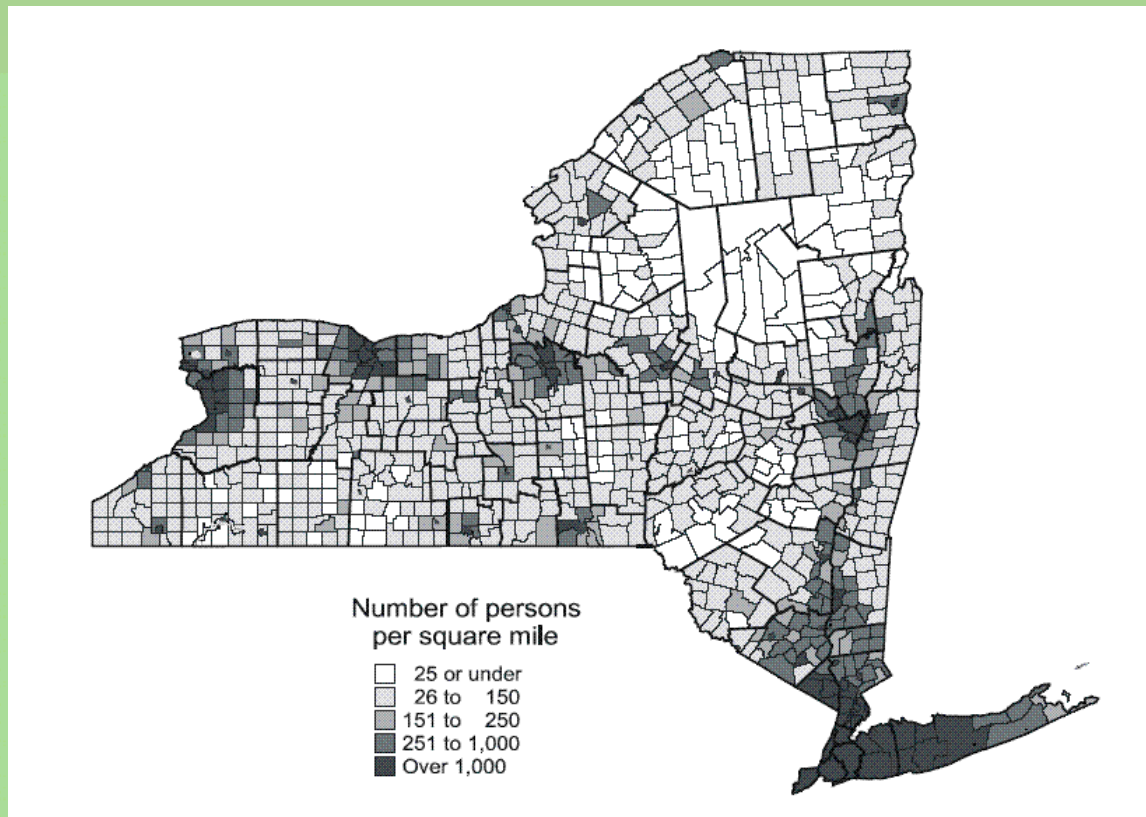 Number of persons
per square mile
25 or under
26 to 150
151 to 250
251 to 1,000
Over 1,000